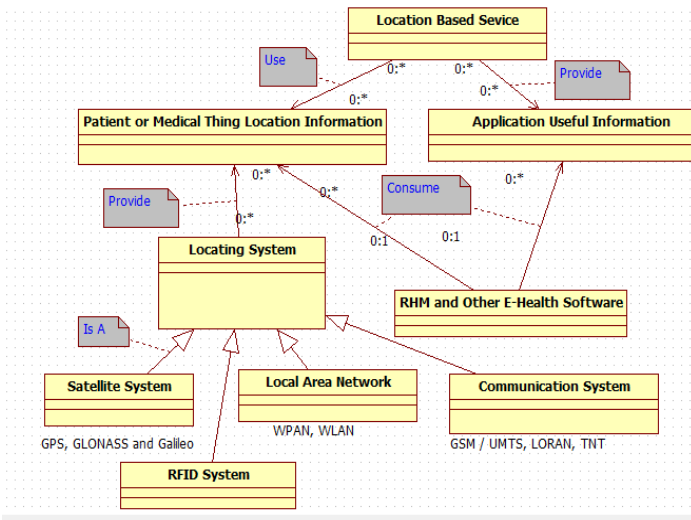 Location Based Sevice
Use
0:*
0:*
Provide
0:*
0:*
Patient or Medical Thing Location Information
Application Useful Information
0:*
0:*
0:*
Consume
Provide
0:*
0:1
0:1
Locating System
RHM and Other E-Health Software
Is A
Satellite System
Local Area Network
Communication System
GPS, GLONASS and Galileo
WPAN, WLAN
GSM / UMTS, LORAN, TNT
RFID System